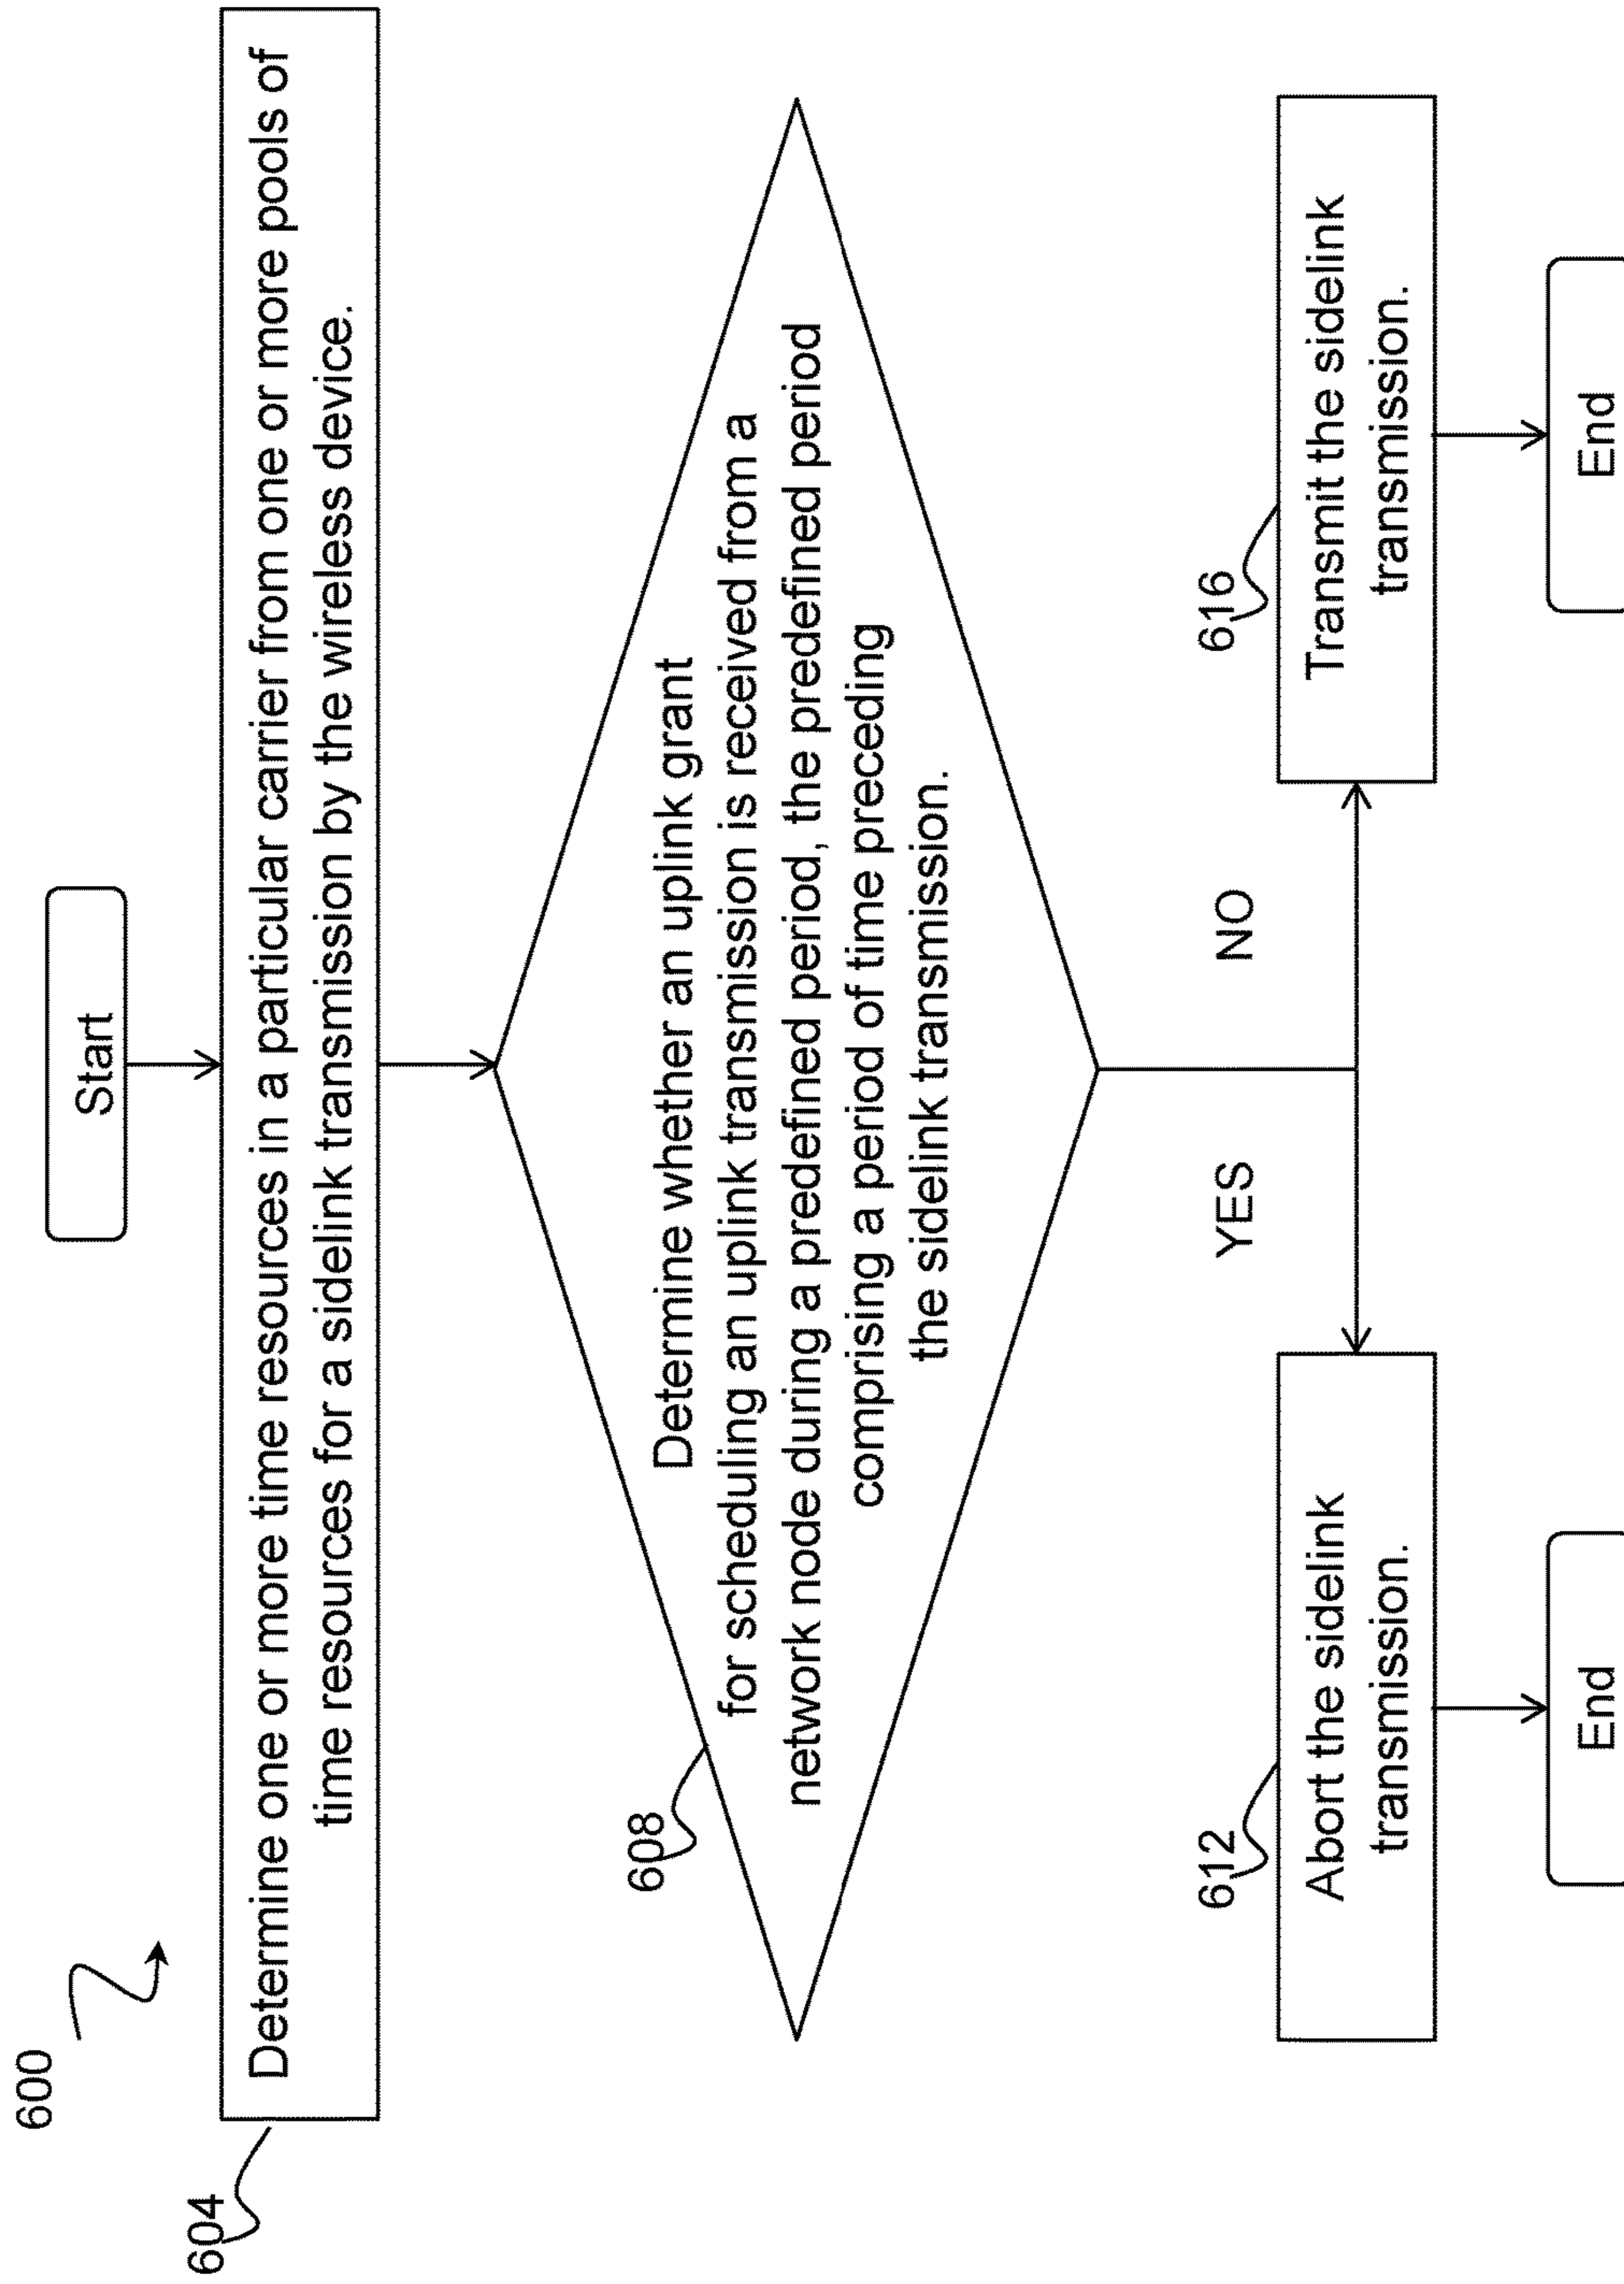 600
Start
604
Determine one or more time resources in a particular carrier from one or more pools of
time resources for a sidelink transmission by the wireless device.
608
Determine whether an uplink grant
for scheduling an uplink transmission is received from a
network node during a predefined period, the predefined period
comprising a period of time preceding
the sidelink transmission.
YES
NO
612
Abort the sidelink
transmission.
616
Transmit the sidelink
transmission.
End
End